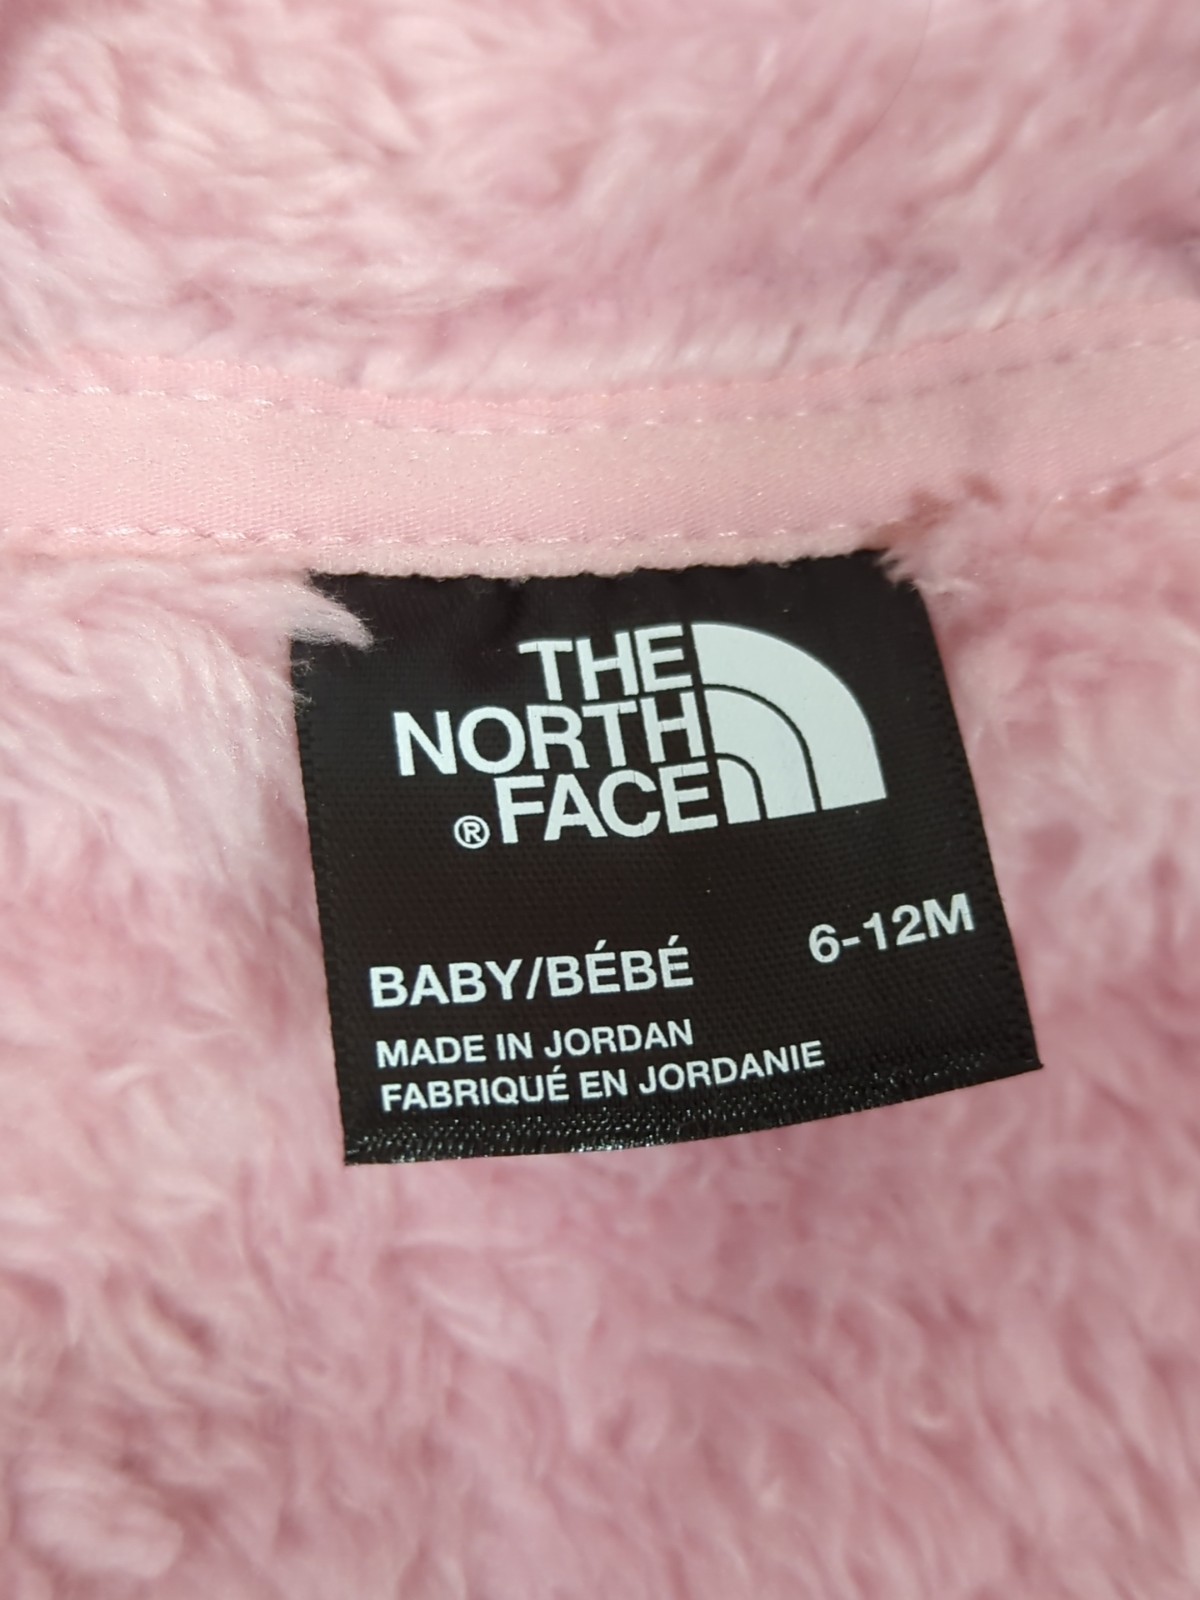 THE
NORTH
®FACE
6-12M
BABY/BÉBÉ
MADE IN JORDAN
FABRIQUÉ EN JORDANIE